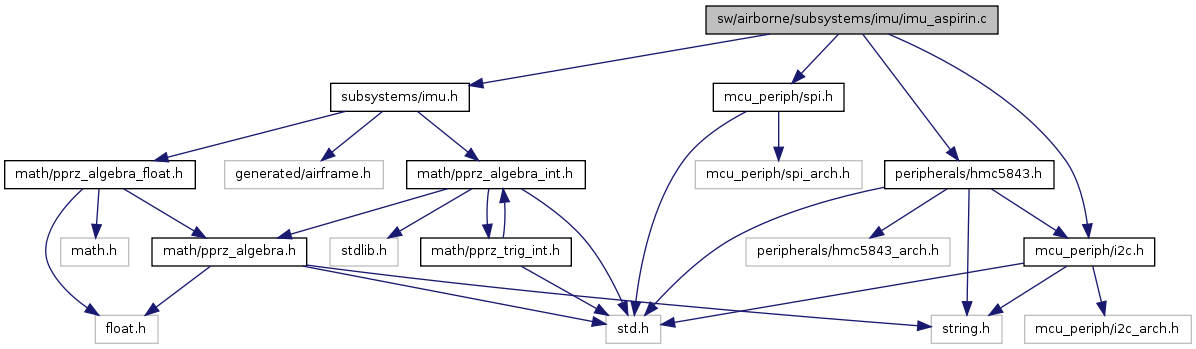 sw/airborne/subsystems/imu/imu_aspirin.c
subsystems/imu.h
mcu_periph/spi.h
math/pprz_algebra_float.h
generated/airframe.h
math/pprz_algebra_int.h
mcu_periph/spi_arch.h
peripherals/hmc5843.h
math.h
math/pprz_algebra.h
stdlib.h
math/pprz_trig_int.h
peripherals/hmc5843_arch.h
mcu_periph/i2c.h
float.h
std.h
string.h
mcu_periph/i2c_arch.h